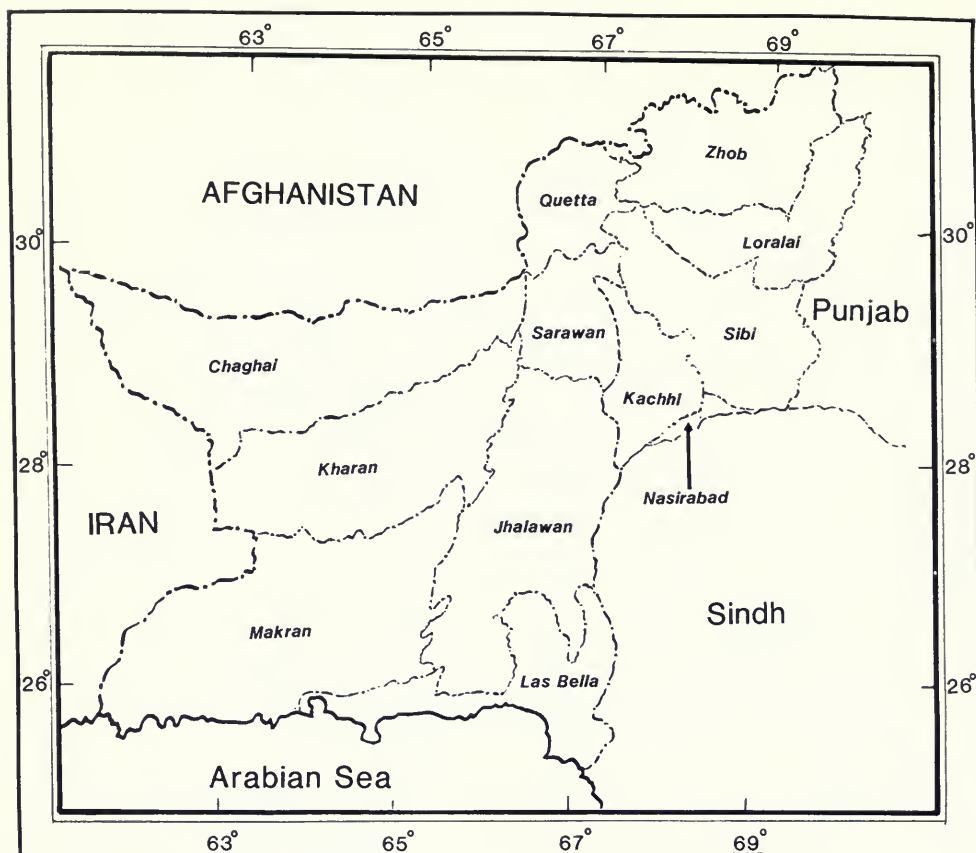 63° 65° 67° 69°
Zhob
AFGHANISTAN
Quetta
30° 30°
Loralai
Punjab
Sarawan
Sibi
Chaghai
Kachhi
28° 28°
Kharan
Nasirabad
IRAN
Jhalawan
Sindh
Makran
26° 26°
Las Bella
Arabian Sea
63° 65° 67° 69°